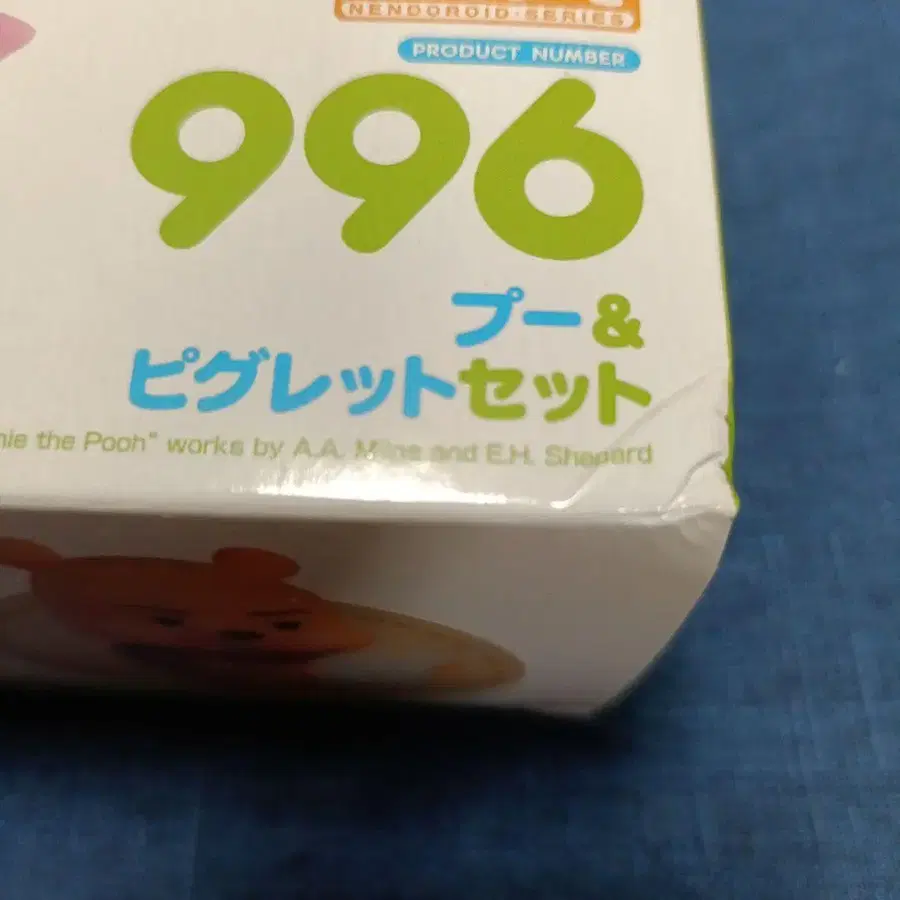 NENDOROID·SERIES
PRODUCT NUMBER
996
プー&
ピグレットセット
the Pooh" works by A.A. Milne and E.H. Shepard